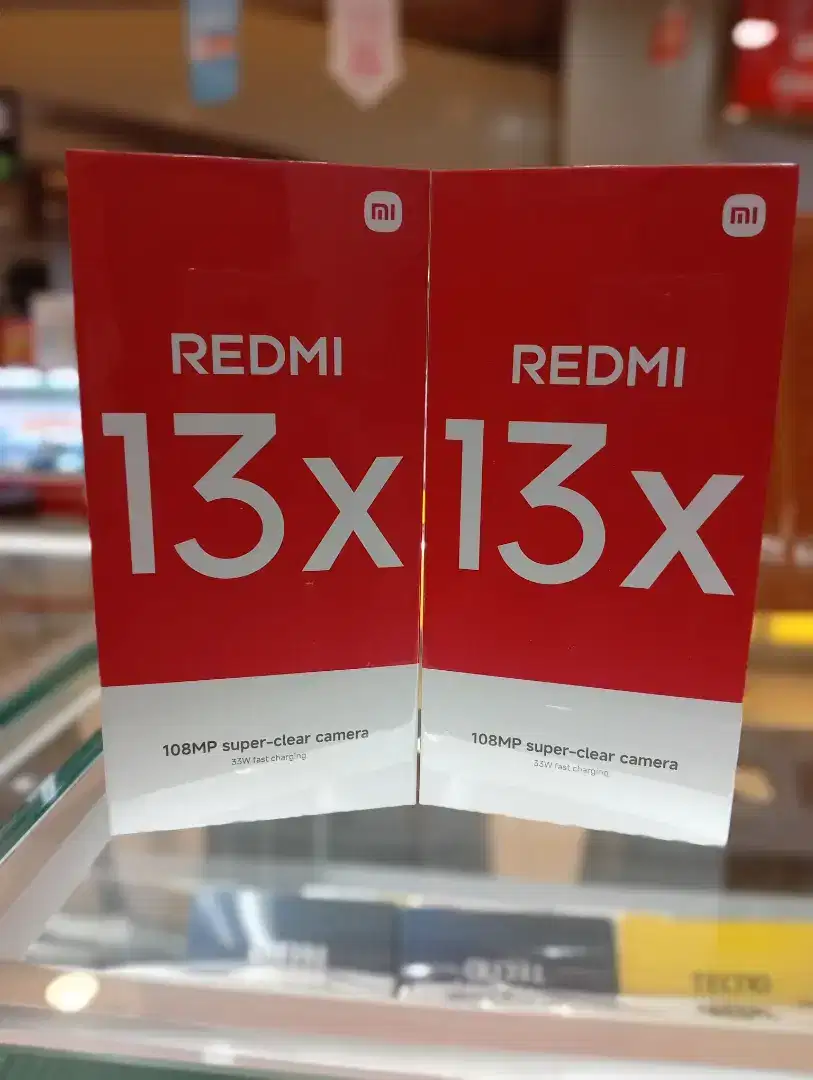 mi
REDMI
13x
108MP super-clear camera
33W fast charging
mi
REDMI
13x
108MP super-clear camera
33W fast charging
TECNO